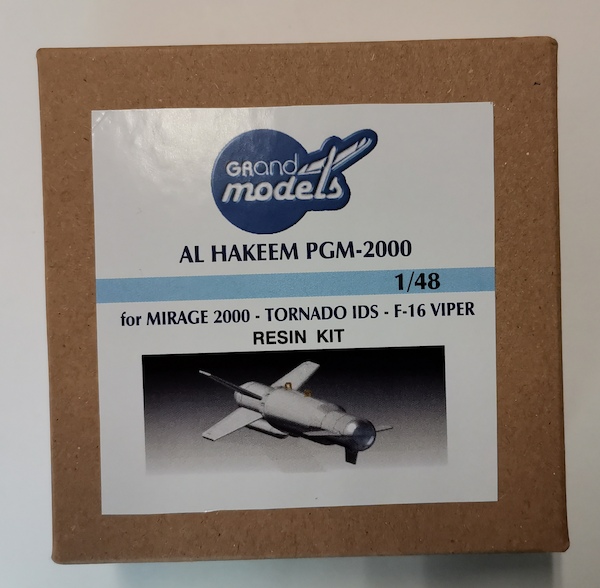 GRand
models
AL HAKEEM PGM-2000
1/48
for MIRAGE 2000 - TORNADO IDS - F-16 VIPER
RESIN KIT